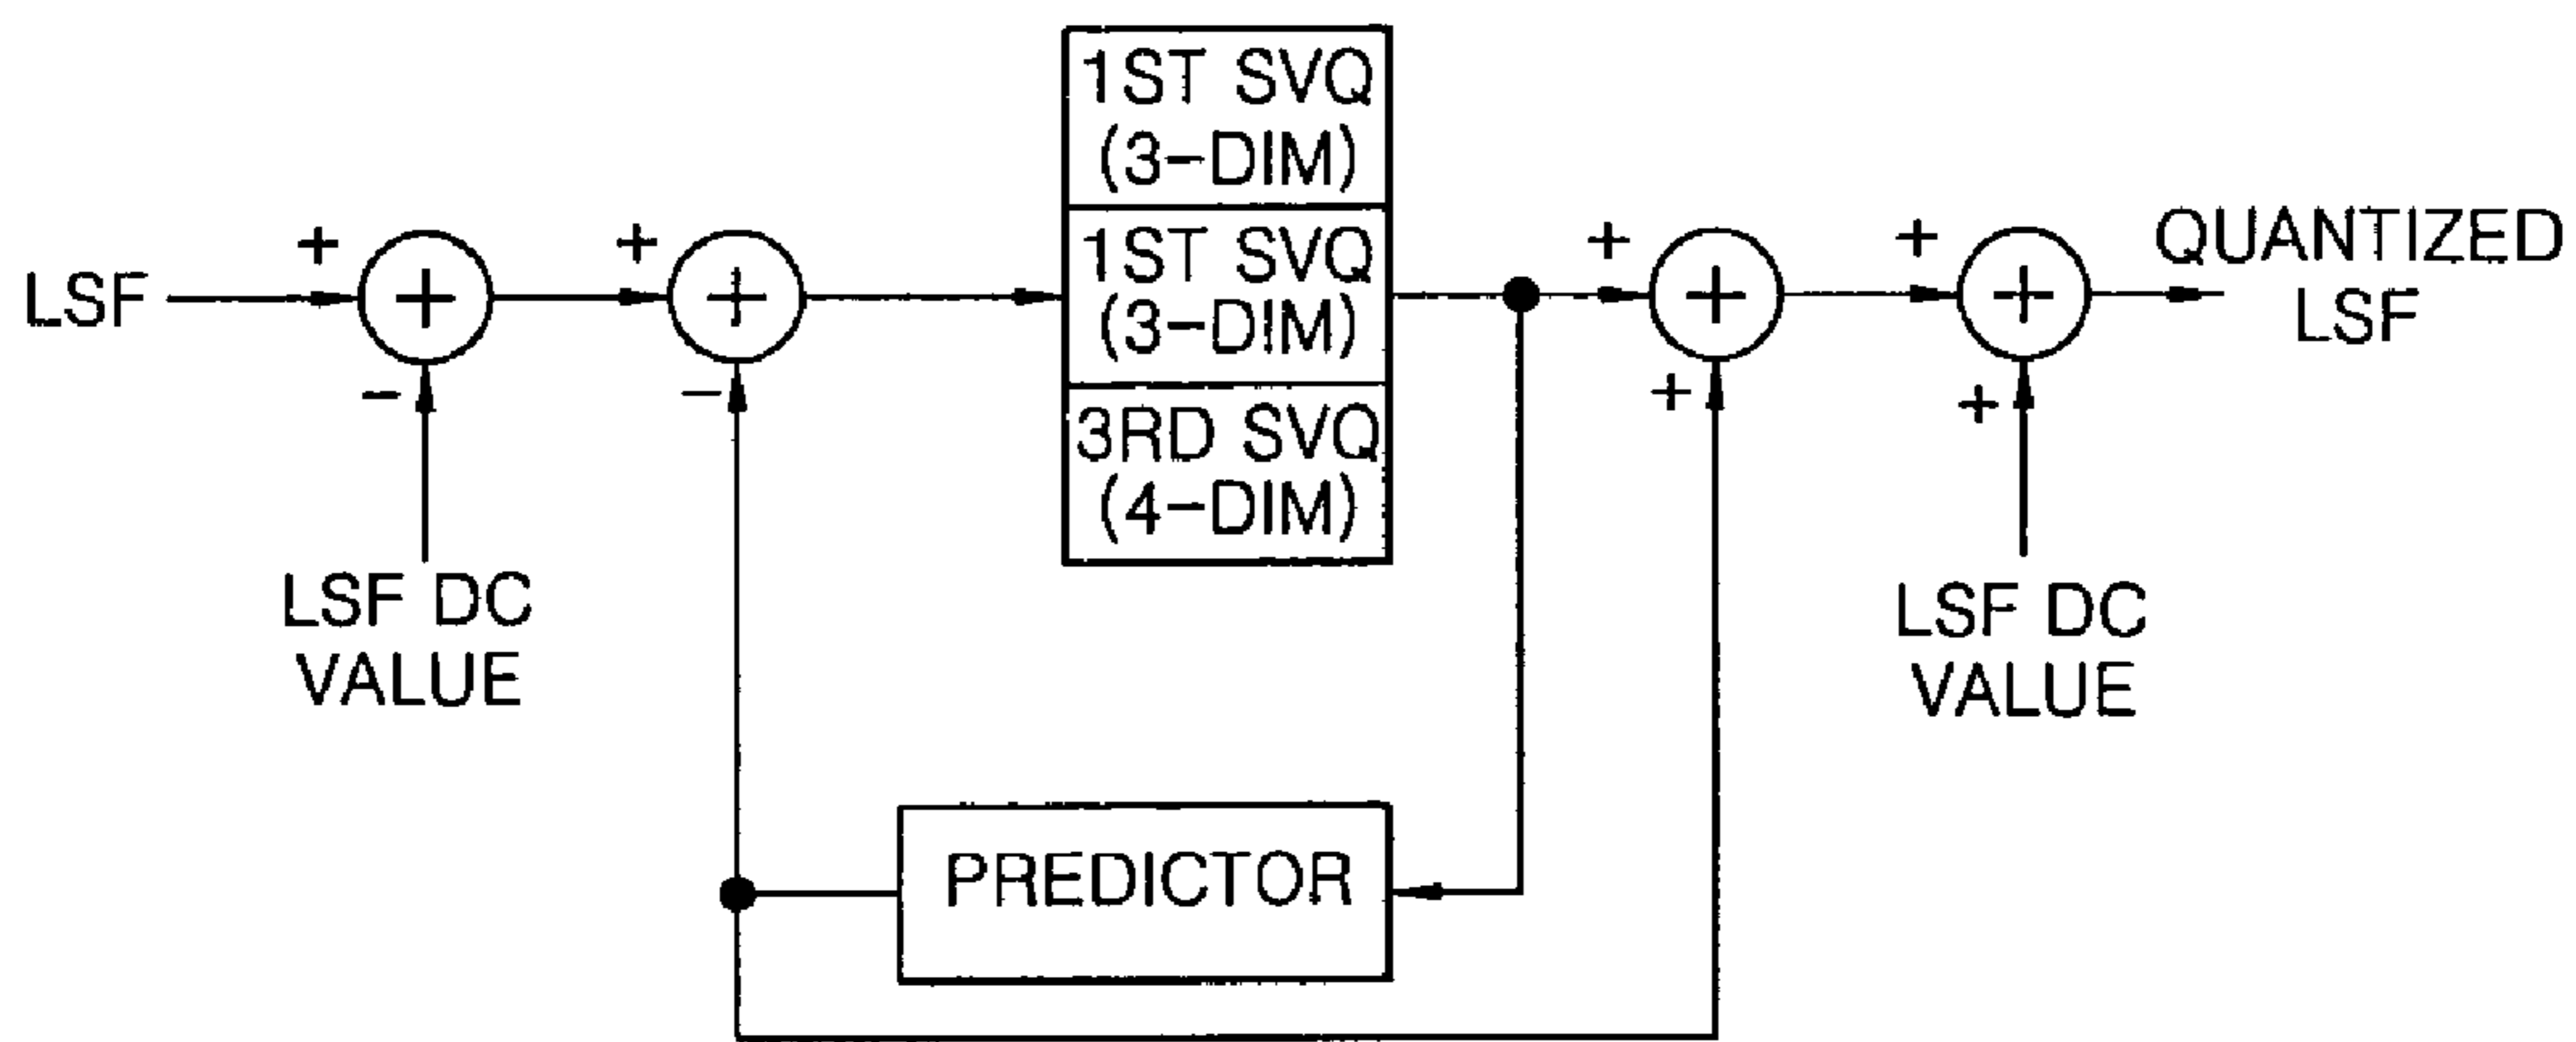 1ST SVQ
(3-DIM)
1ST SVQ
(3-DIM)
3RD SVQ
(4-DIM)
+
+
+
+
QUANTIZED
LSF
LSF
+
+
+
+
-
-
+
+
LSF DC
VALUE
LSF DC
VALUE
PREDICTOR